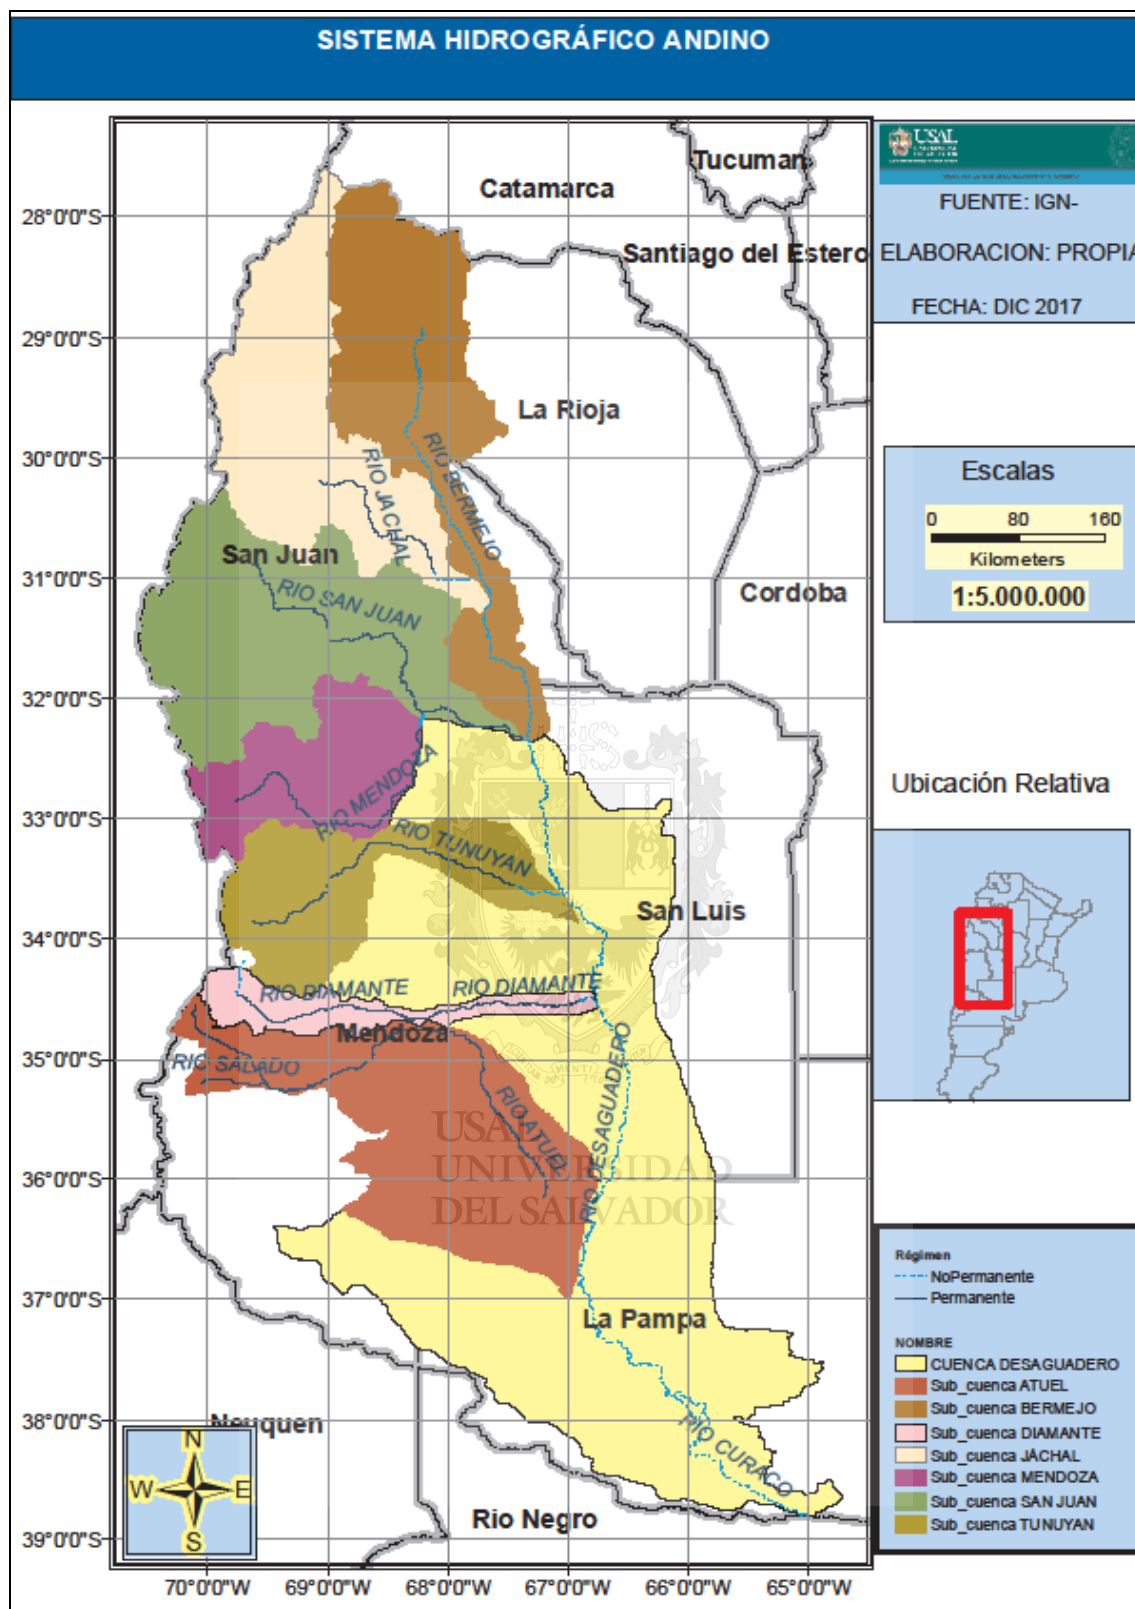 SISTEMA HIDROGRÁFICO ANDINO
USAL
FUENTE: IGN-
ELABORACION: PROPIA
FECHA: DIC 2017
Escalas
0 80 160
Kilometers
1:5.000.000
Ubicación Relativa
Régimen
NoPermanente
Permanente
NOMBRE
CUENCA DESAGUADERO
Sub_cuenca ATUEL
Sub_cuenca BERMEJO
Sub_cuenca DIAMANTE
Sub_cuenca JÁCHAL
Sub_cuenca MENDOZA
Sub_cuenca SAN JUAN
Sub_cuenca TUNUYAN
28°0'0"S
29°0'0"S
30°0'0"S
31°0'0"S
32°0'0"S
33°0'0"S
34°0'0"S
35°0'0"S
36°0'0"S
37°0'0"S
38°0'0"S
39°0'0"S
70°0'0"W 69°0'0"W 68°0'0"W 67°0'0"W 66°0'0"W 65°0'0"W
Tucuman
Catamarca
Santiago del Estero
La Rioja
RIO BERMEJO
RIO JACHAL
San Juan
RIO SAN JUAN
Cordoba
RIO MENDOZA
RIO TUNUYAN
San Luis
RIO DIAMANTE
RIO DIAMANTE
Mendoza
RIO SALADO
RIO ATUEL
RIO DESAGUADERO
USAL
UNIVERSIDAD
DEL SALVADOR
La Pampa
RIO CURACO
Neuquen
Rio Negro
N
W E
S